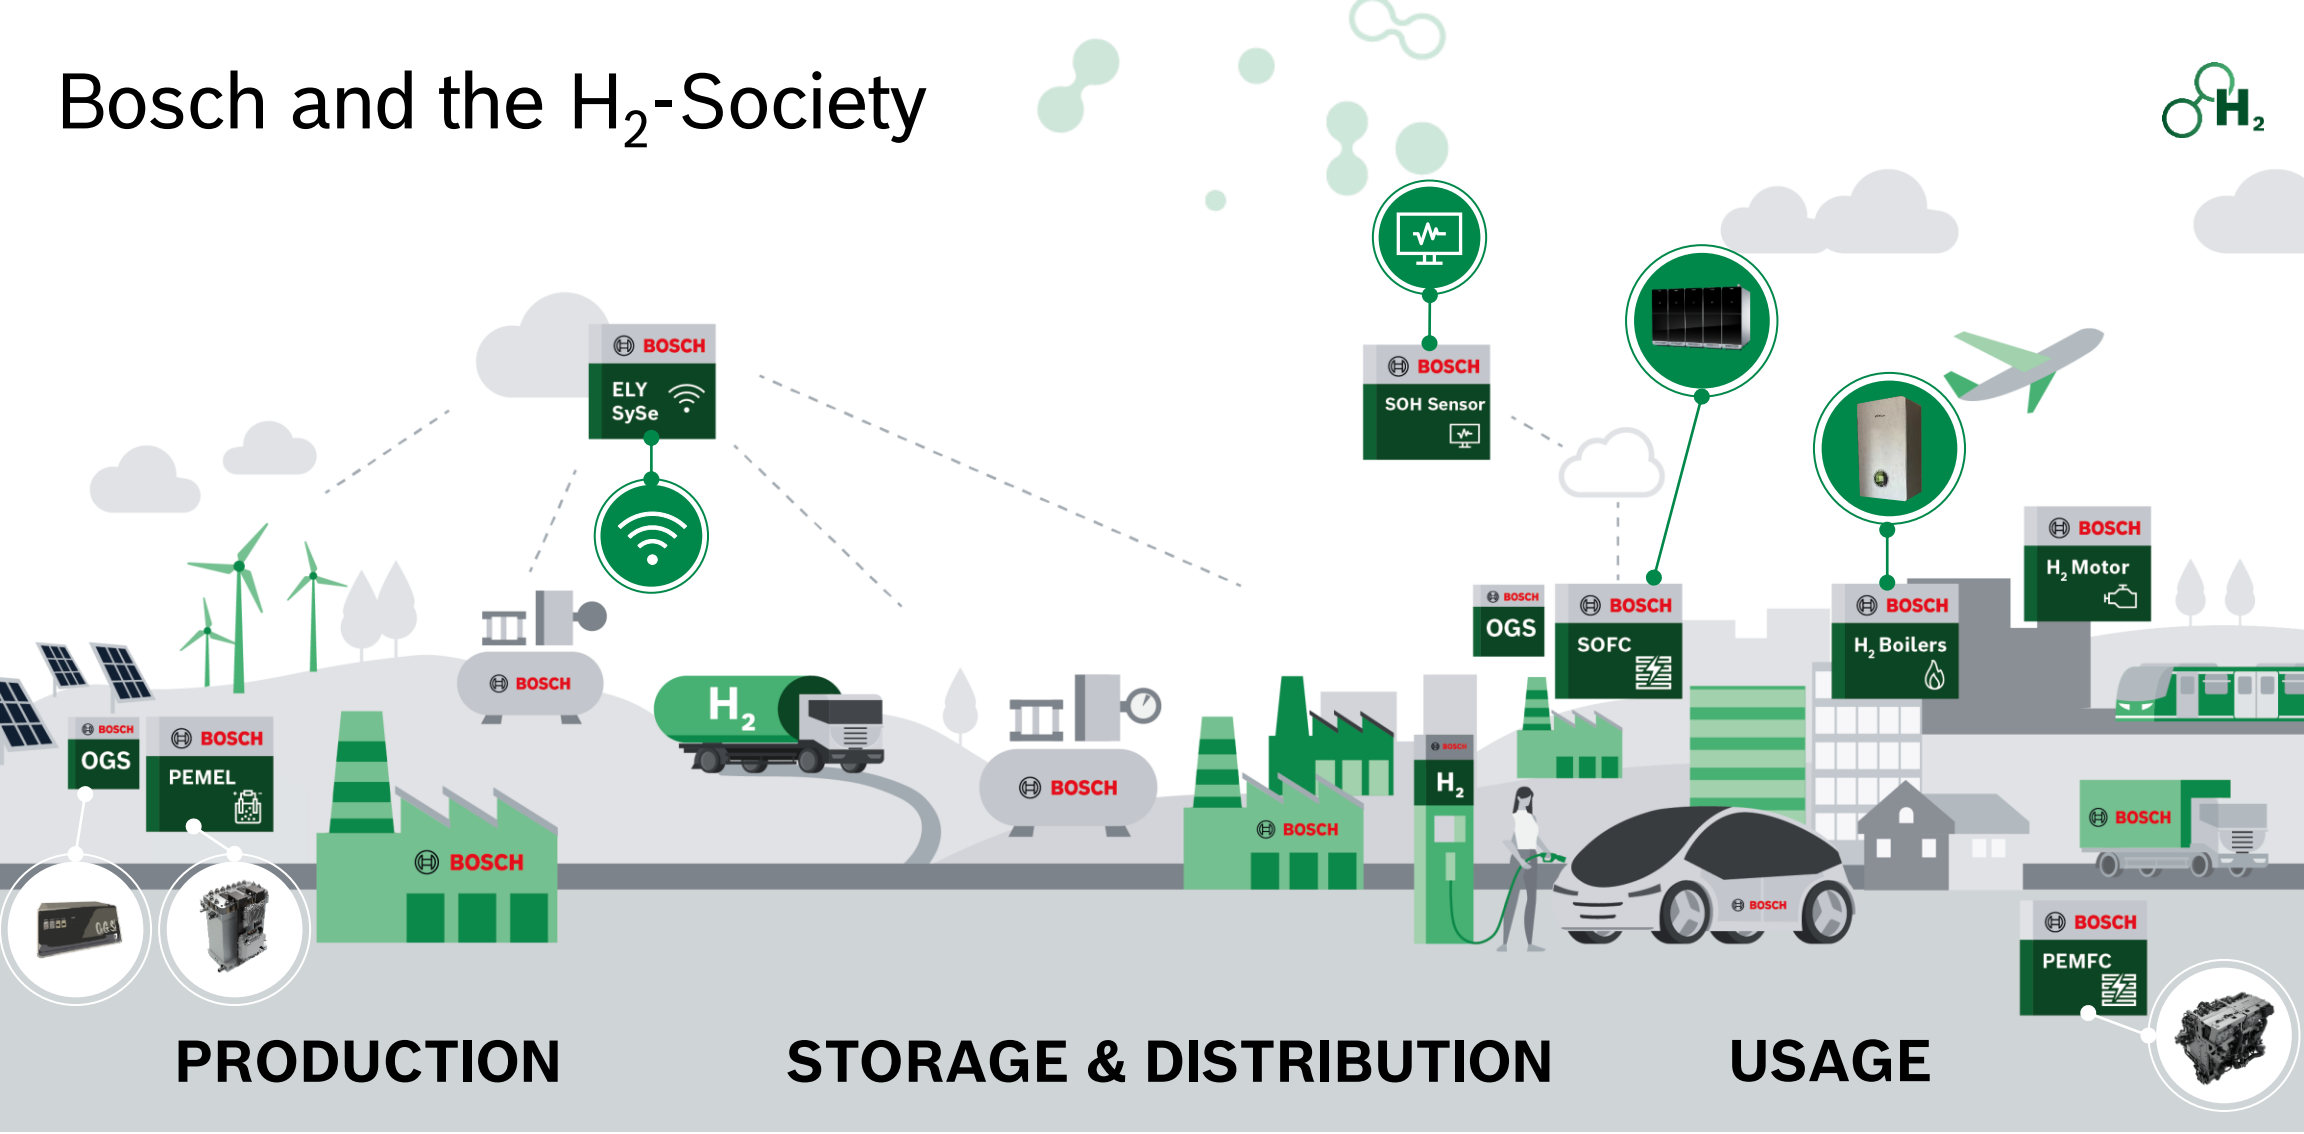 Bosch and the H₂-Society
H₂
BOSCH
ELY
SySe
BOSCH
SOH Sensor
BOSCH
H₂ Motor
BOSCH
OGS
BOSCH
SOFC
BOSCH
H₂ Boilers
BOSCH
H₂
BOSCH
OGS
BOSCH
PEMEL
BOSCH
H₂
BOSCH
BOSCH
BOSCH
BOSCH
BOSCH
BOSCH
OGS
BOSCH
PEMFC
PRODUCTION
STORAGE & DISTRIBUTION
USAGE